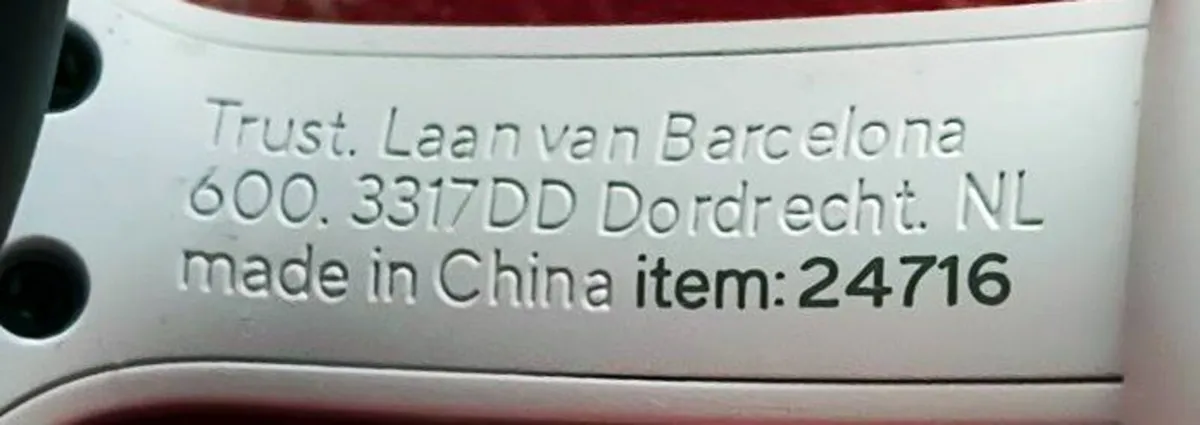 Trust. Laan van Barcelona
600. 3317DD Dordrecht. NL
made in China item: 24716